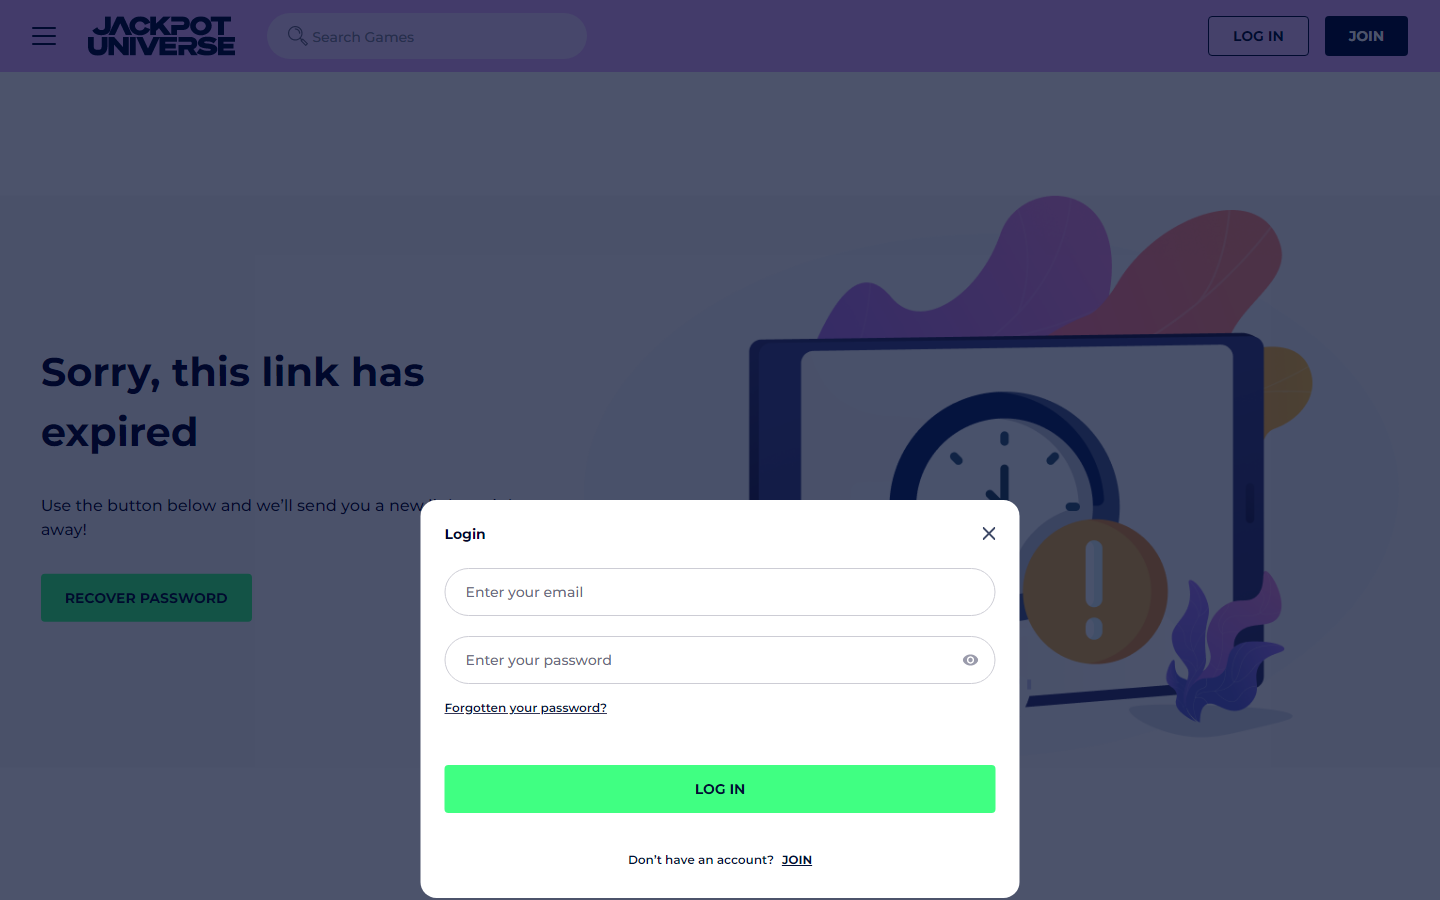 JACKPOT
UNIVERSE
Search Games
LOG IN
JOIN
Sorry, this link has
expired
Use the button below and we'll send you a new
away!
RECOVER PASSWORD
Login
Enter your email
Enter your password
Forgotten your password?
LOG IN
Don't have an account? JOIN